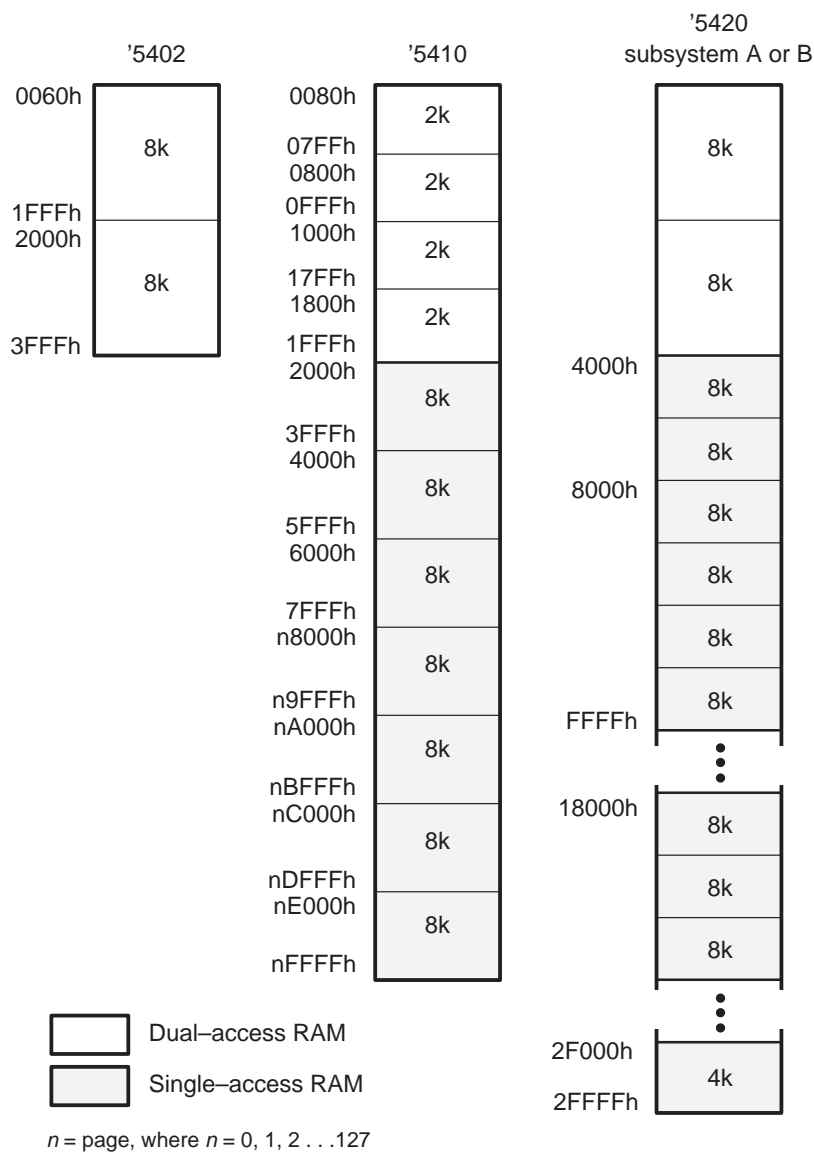 '5402
0060h
8k
1FFFh
2000h
8k
3FFFh
'5410
0080h
2k
07FFh
0800h
2k
0FFFh
1000h
2k
17FFh
1800h
2k
1FFFh
2000h
8k
3FFFh
4000h
8k
5FFFh
6000h
8k
7FFFh
n8000h
8k
n9FFFh
nA000h
8k
nBFFFh
nC000h
8k
nDFFFh
nE000h
8k
nFFFFh
'5420
subsystem A or B
8k
8k
4000h
8k
8k
8000h
8k
8k
8k
8k
FFFFh
18000h
8k
8k
8k
2F000h
4k
2FFFFh
Dual–access RAM
Single–access RAM
n = page, where n = 0, 1, 2 . . .127